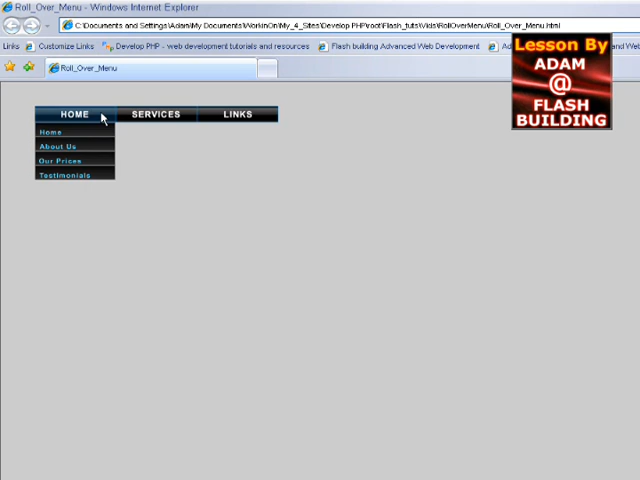 Roll_Over_Menu - Windows Internet Explorer
C:\Documents and Settings\Adam\My Documents\WorkinOn\My_4_Sites\Develop PHP\root\Flash_tuts\Vids\RollOverMenu\Roll_Over_Menu.html
Links Customize Links Develop PHP - web development tutorials and resources Flash building Advanced Web Development and Web
Roll_Over_Menu
Lesson By
ADAM
@
FLASH
BUILDING
HOME SERVICES LINKS
Home
About Us
Our Prices
Testimonials